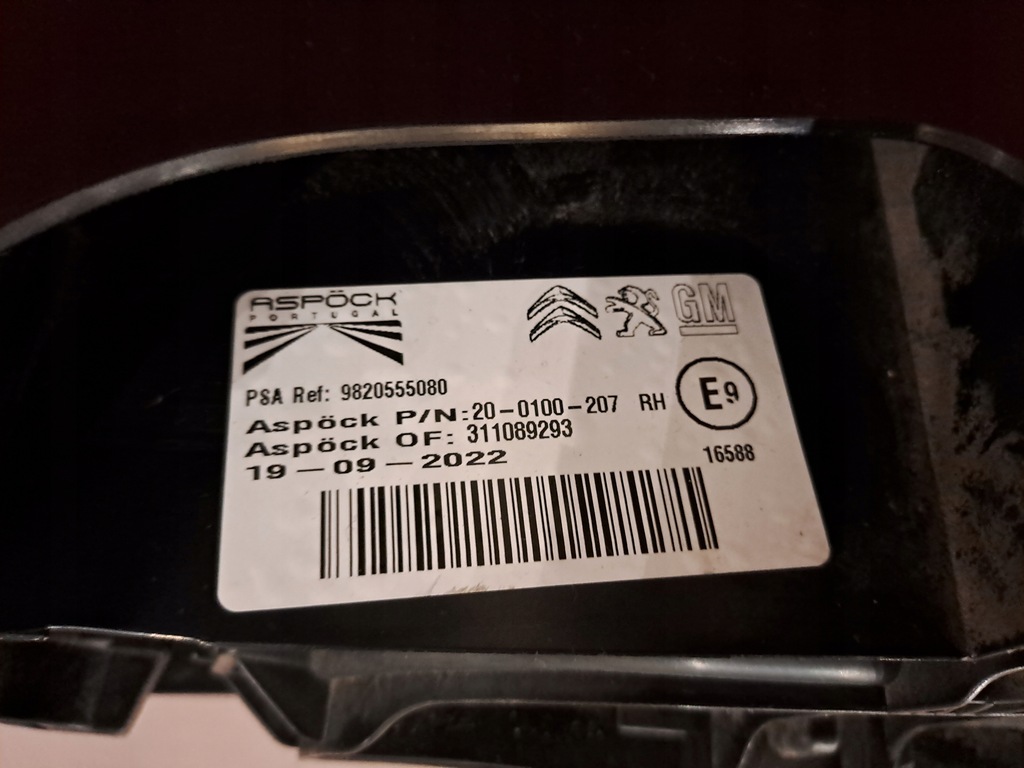 ASPÖCK
PORTUGAL
GM
PSA Ref: 9820555080
Aspöck P/N: 20-0100-207 RH
E9
Aspöck OF: 311089293
19-09-2022
16588